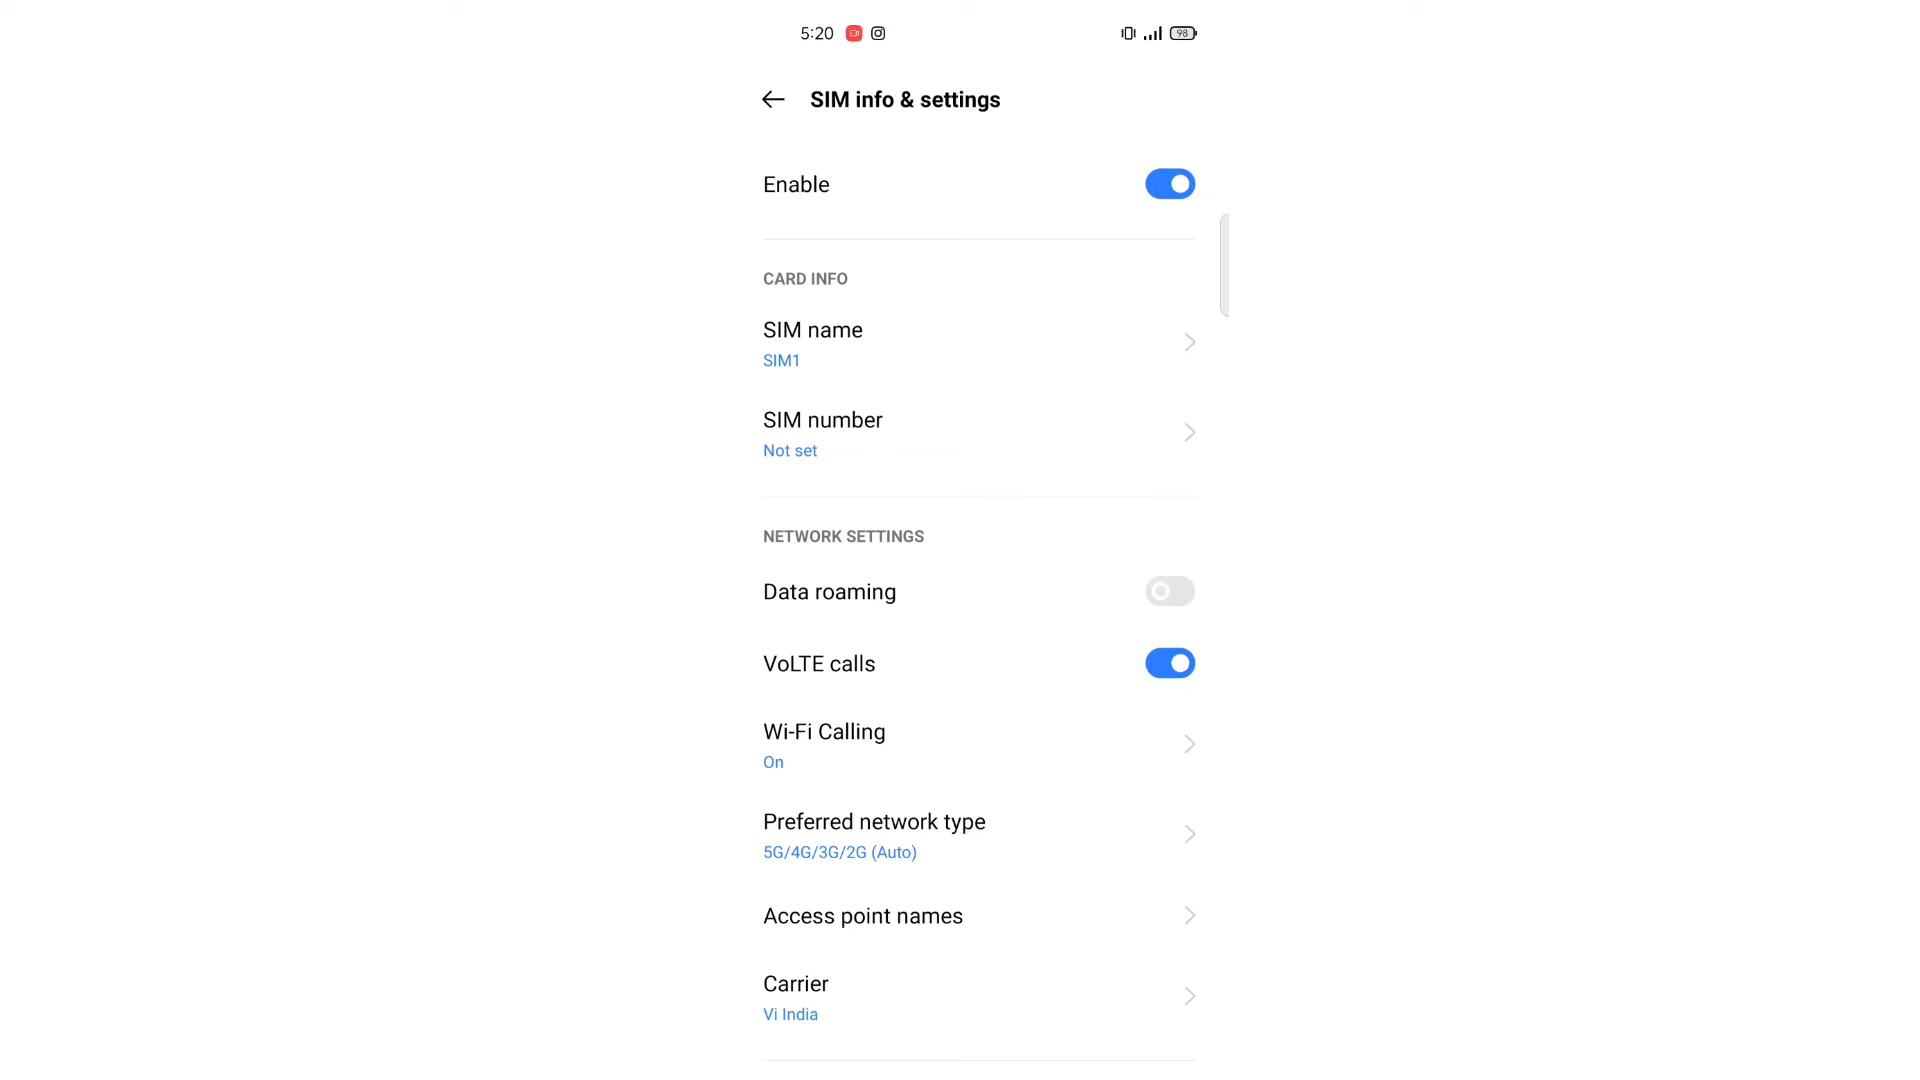 5:20 98
SIM info & settings
Enable
CARD INFO
SIM name
SIM1
SIM number
Not set
NETWORK SETTINGS
Data roaming
VoLTE calls
Wi-Fi Calling
On
Preferred network type
5G/4G/3G/2G (Auto)
Access point names
Carrier
Vi India